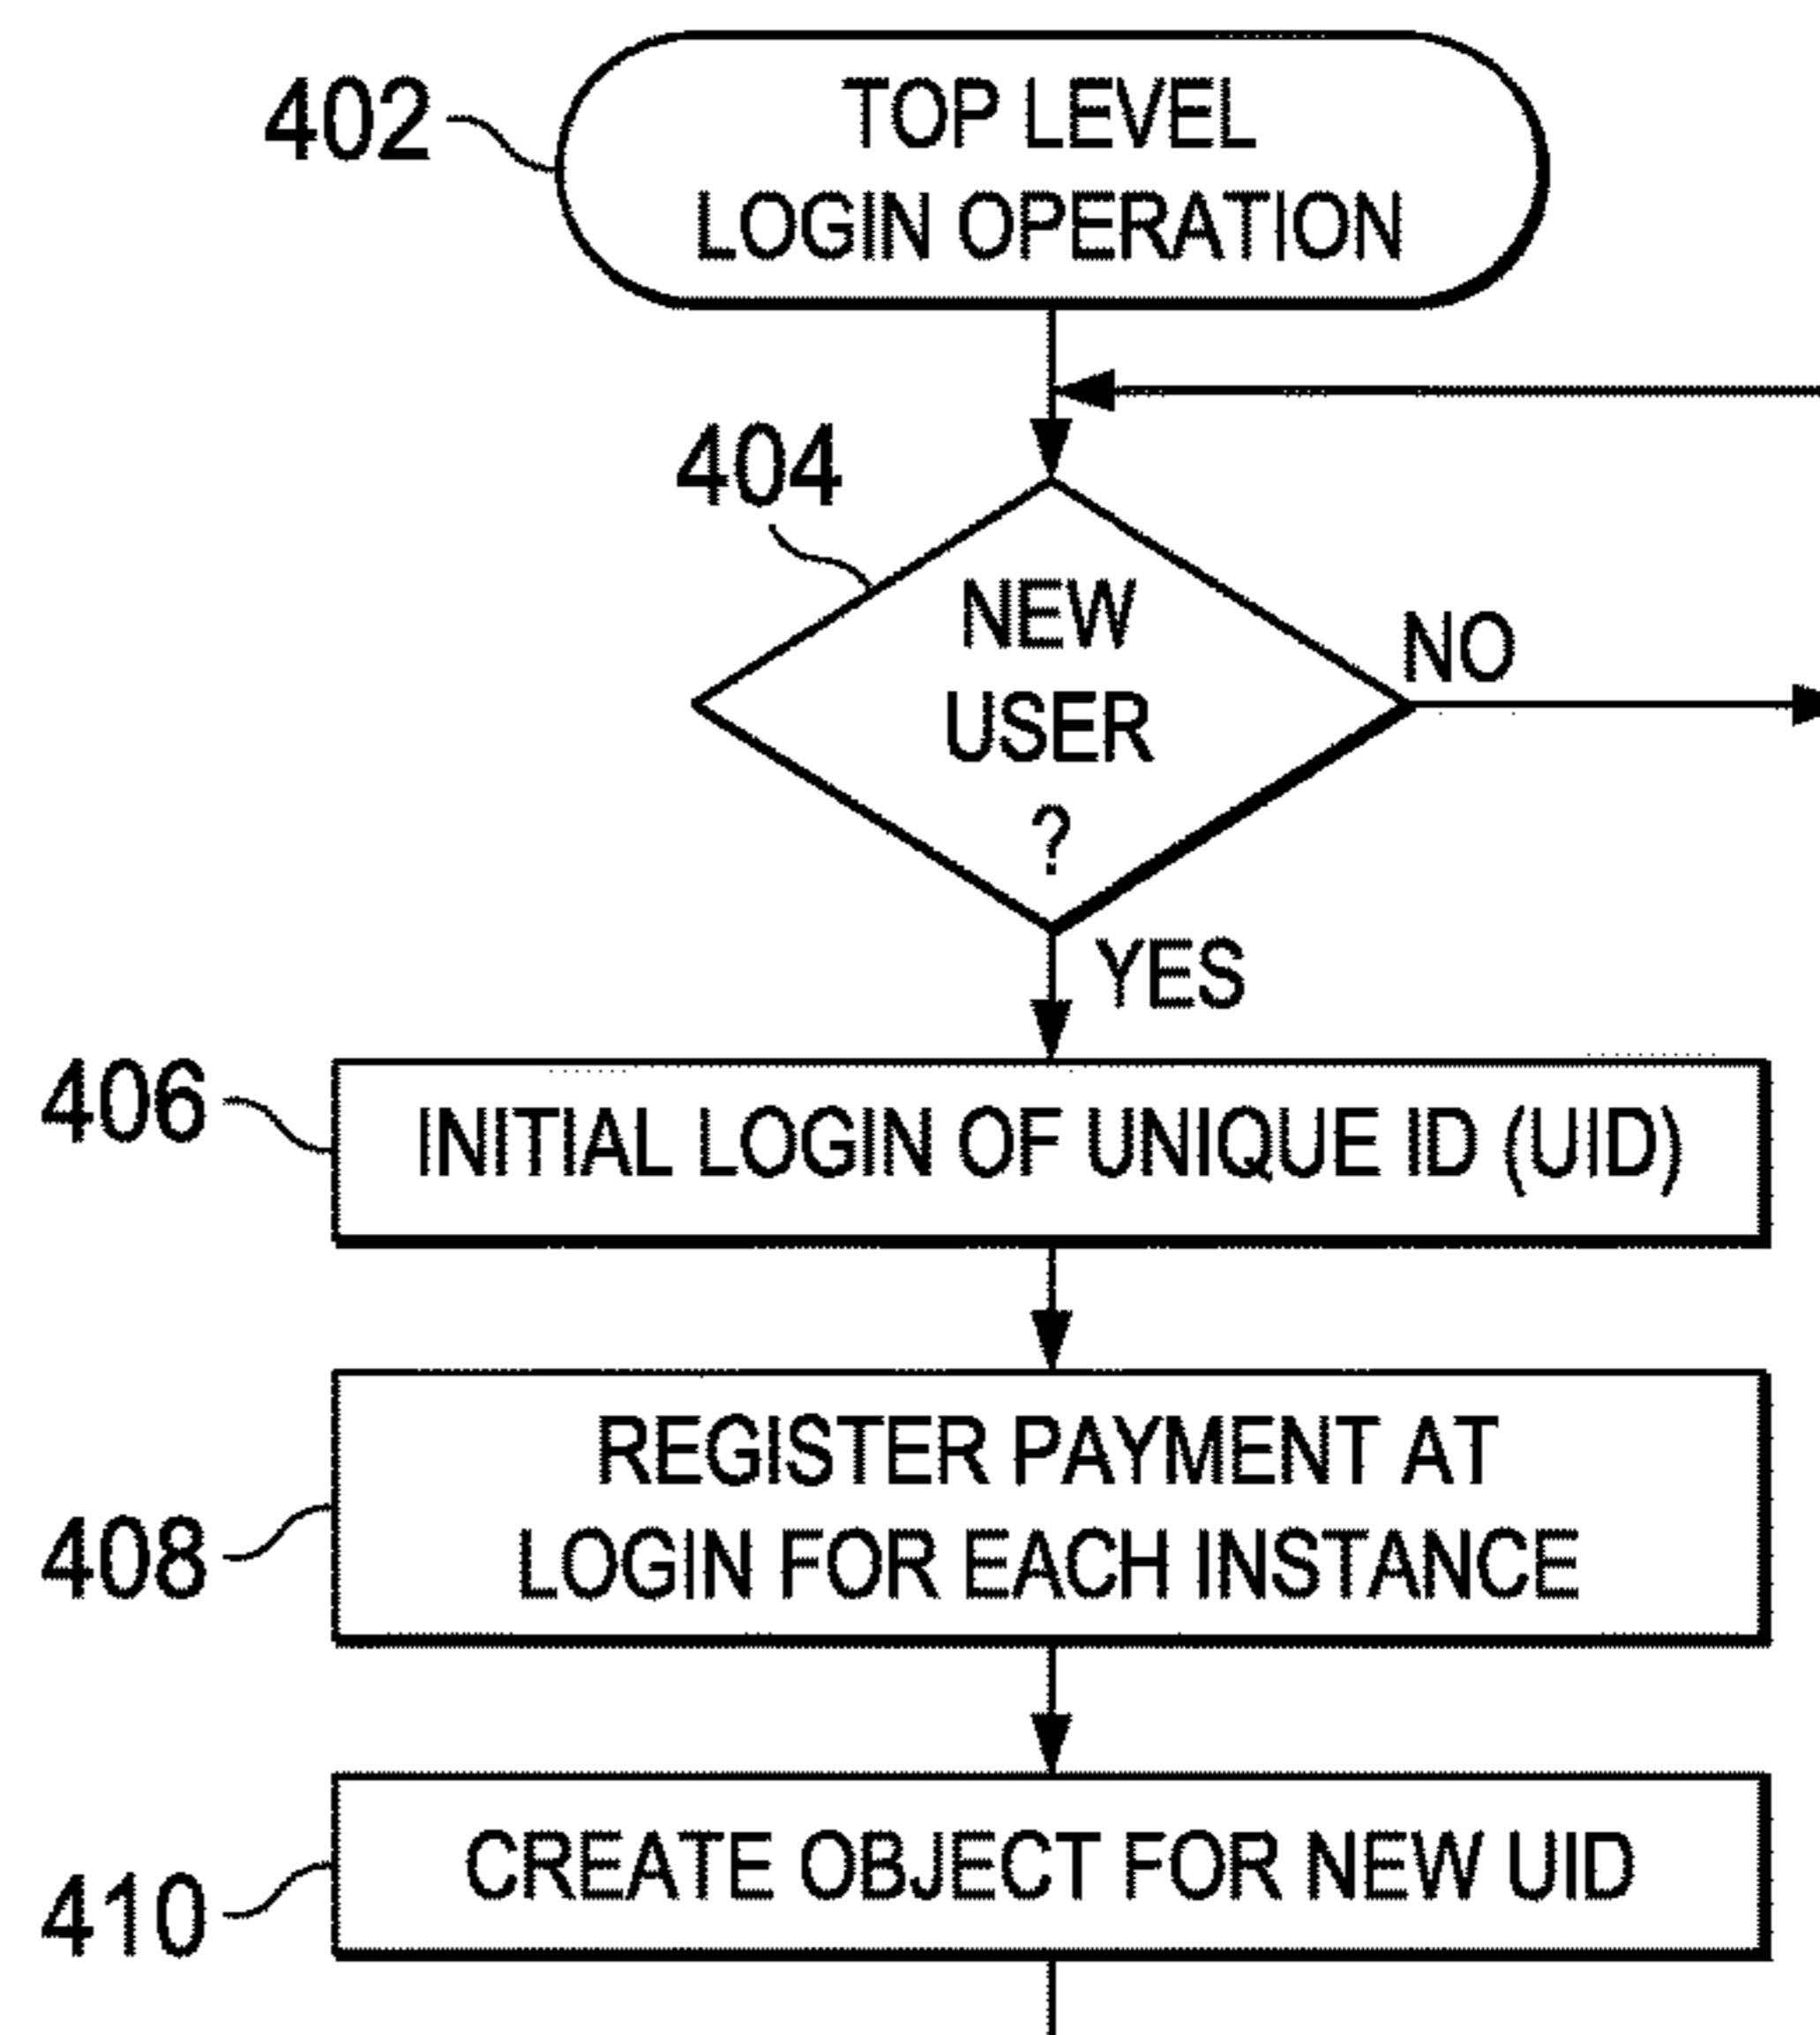 402
TOP LEVEL
LOGIN OPERATION
404
NEW
USER
?
NO
YES
406
INITIAL LOGIN OF UNIQUE ID (UID)
408
REGISTER PAYMENT AT
LOGIN FOR EACH INSTANCE
410
CREATE OBJECT FOR NEW UID